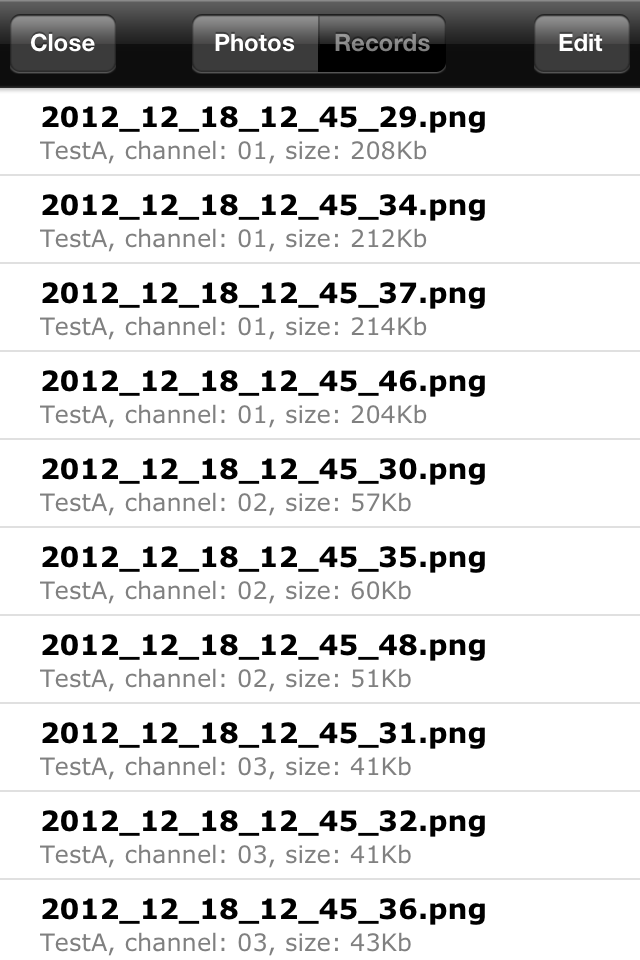 Close Photos Records Edit
2012_12_18_12_45_29.png
TestA, channel: 01, size: 208Kb
2012_12_18_12_45_34.png
TestA, channel: 01, size: 212Kb
2012_12_18_12_45_37.png
TestA, channel: 01, size: 214Kb
2012_12_18_12_45_46.png
TestA, channel: 01, size: 204Kb
2012_12_18_12_45_30.png
TestA, channel: 02, size: 57Kb
2012_12_18_12_45_35.png
TestA, channel: 02, size: 60Kb
2012_12_18_12_45_48.png
TestA, channel: 02, size: 51Kb
2012_12_18_12_45_31.png
TestA, channel: 03, size: 41Kb
2012_12_18_12_45_32.png
TestA, channel: 03, size: 41Kb
2012_12_18_12_45_36.png
TestA, channel: 03, size: 43Kb